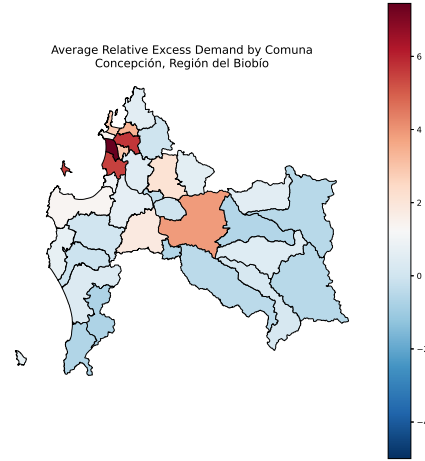 Average Relative Excess Demand by Comuna
Concepción, Región del Biobío
6
4
2
0